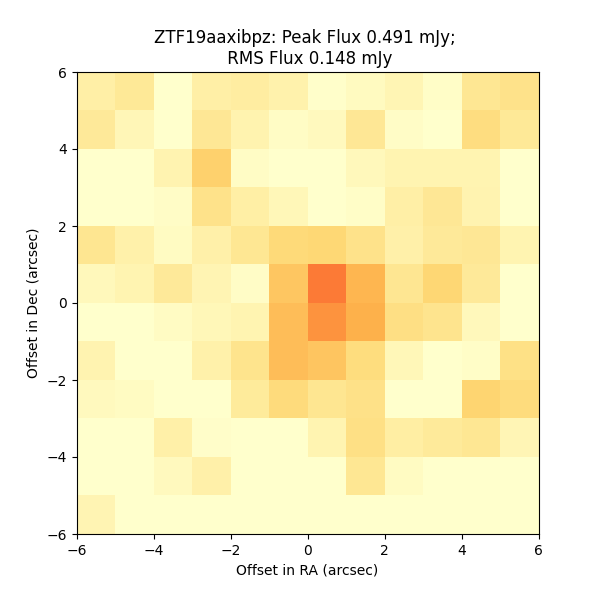 ZTF19aaxibpz: Peak Flux 0.491 mJy;
RMS Flux 0.148 mJy
6
4
2
0
−2
−4
−6
Offset in Dec (arcsec)
−6 −4 −2 0 2 4 6
Offset in RA (arcsec)